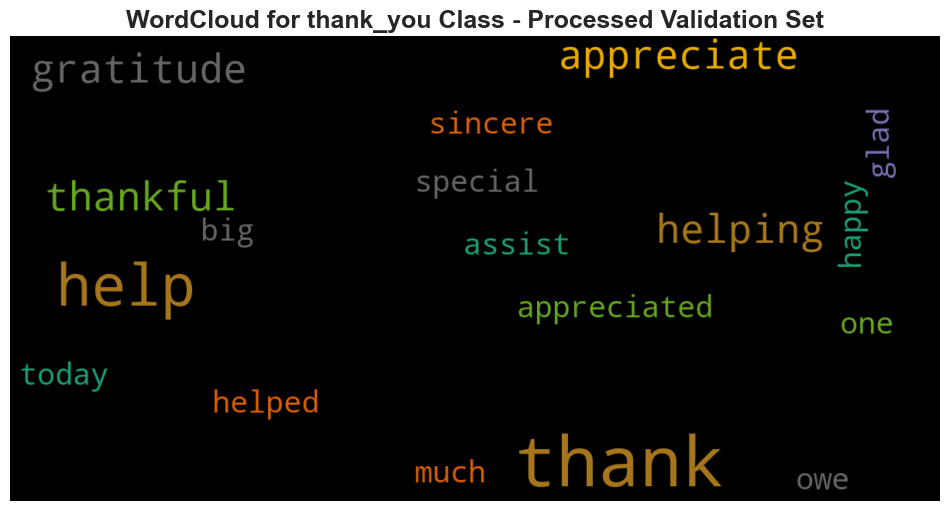 WordCloud for thank_you Class - Processed Validation Set
appreciate
gratitude
sincere
glad
special
thankful
happy
big
helping
assist
help
appreciated
one
today
helped
thank
much
owe